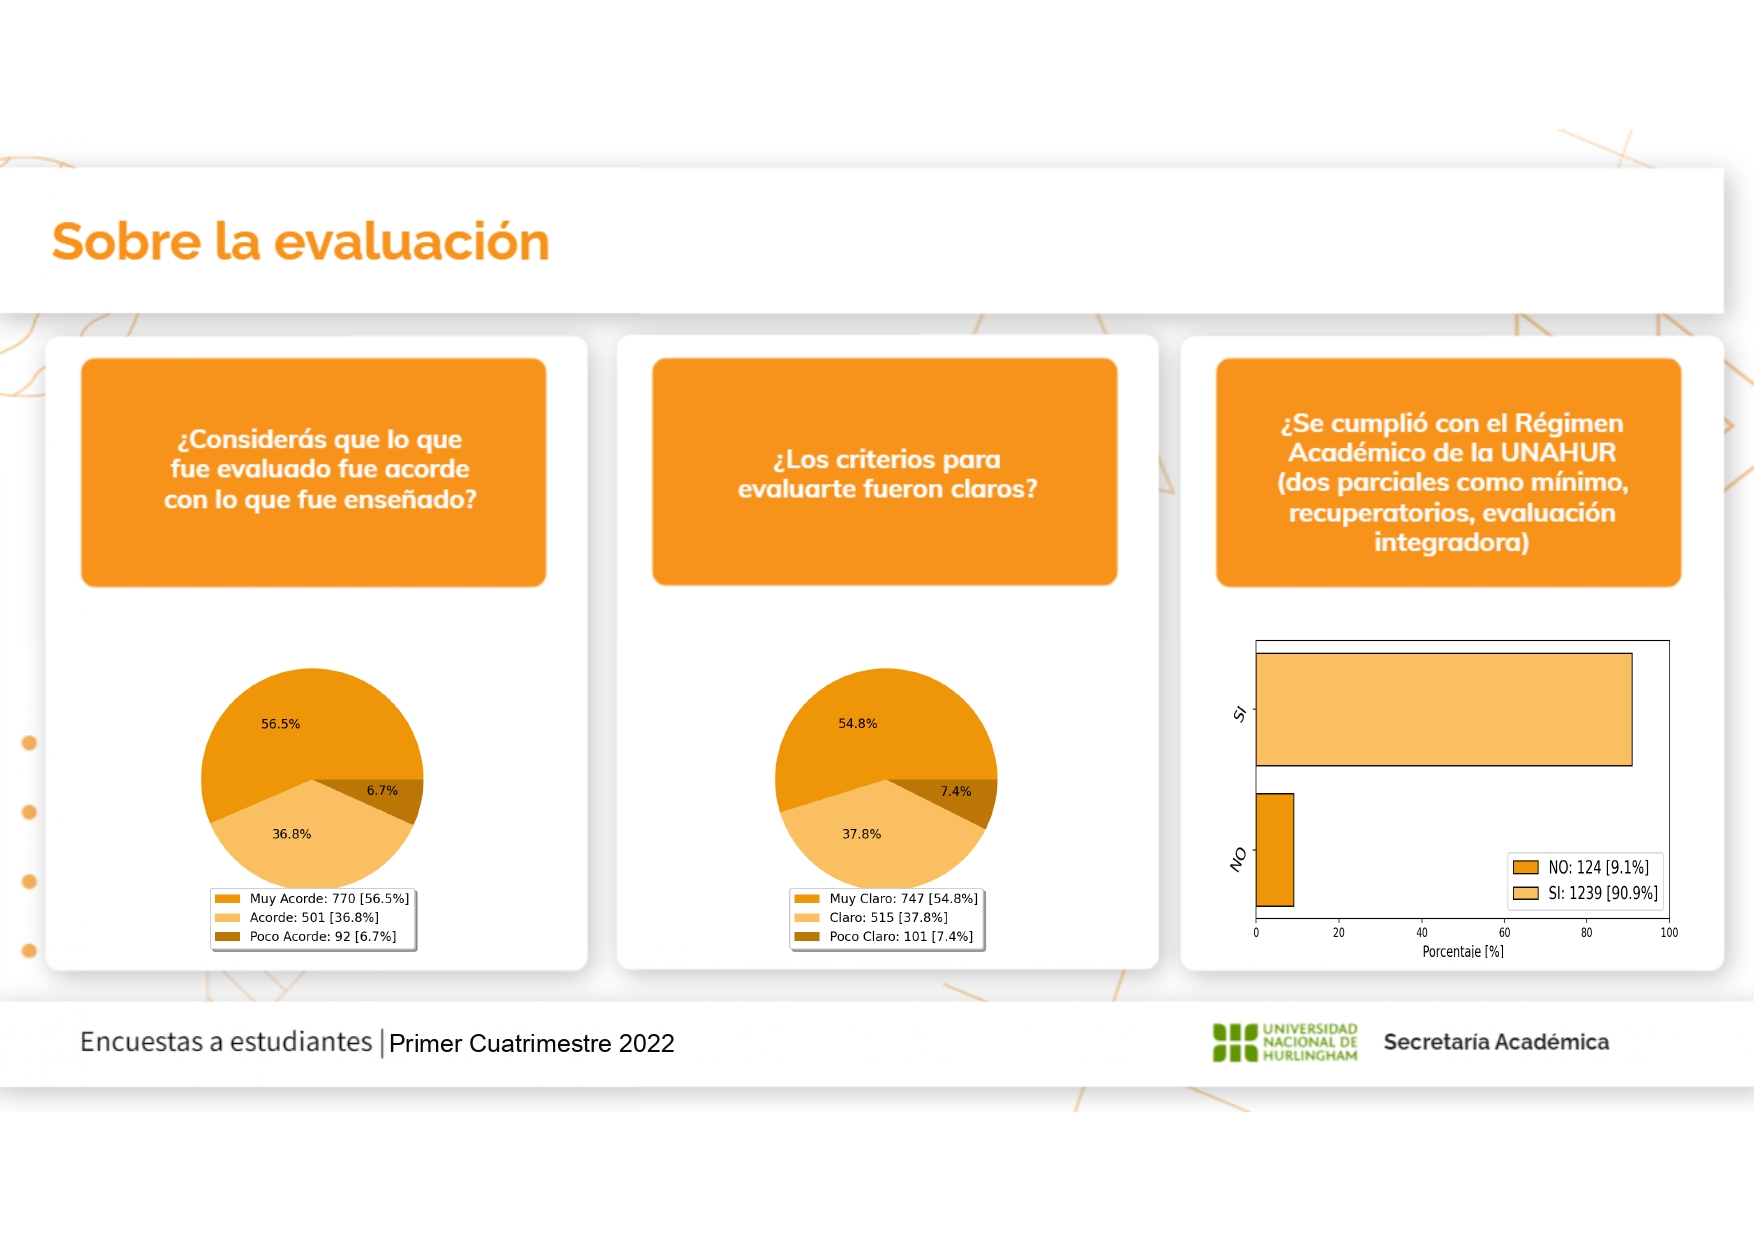 Sobre la evaluación
¿Considerás que lo que
fue evaluado fue acorde
con lo que fue enseñado?
56.5%
6.7%
36.8%
Muy Acorde: 770 [56.5%]
Acorde: 501 [36.8%]
Poco Acorde: 92 [6.7%]
¿Los criterios para
evaluarte fueron claros?
54.8%
7.4%
37.8%
Muy Claro: 747 [54.8%]
Claro: 515 [37.8%]
Poco Claro: 101 [7.4%]
¿Se cumplió con el Régimen
Académico de la UNAHUR
(dos parciales como mínimo,
recuperatorios, evaluación
integradora)
SI
NO
NO: 124 [9.1%]
SI: 1239 [90.9%]
0 20 40 60 80 100
Porcentaje [%]
Encuestas a estudiantes | Primer Cuatrimestre 2022
UNIVERSIDAD
NACIONAL DE
HURLINGHAM
Secretaría Académica